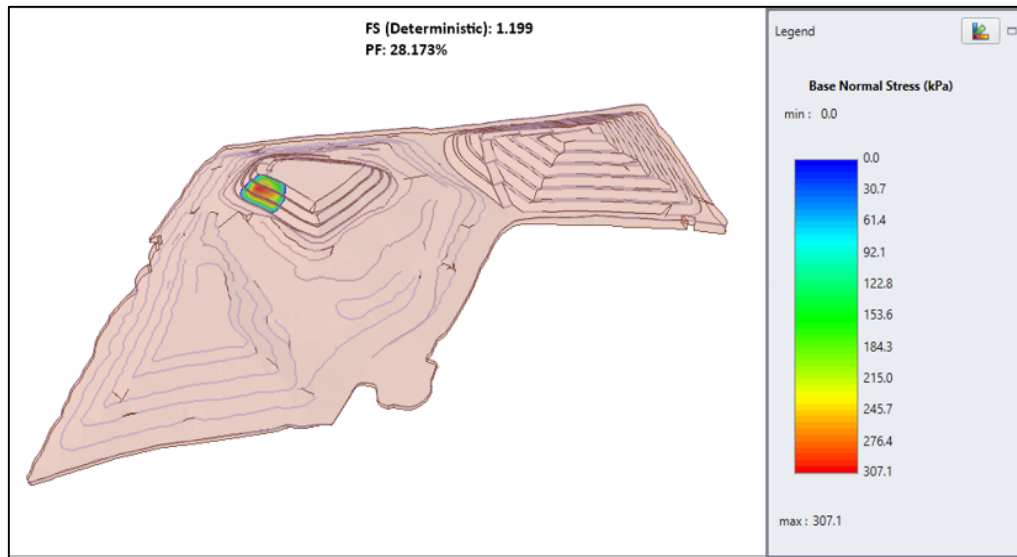 FS (Deterministic): 1.199
PF: 28.173%
Legend
Base Normal Stress (kPa)
min : 0.0
0.0
30.7
61.4
92.1
122.8
153.6
184.3
215.0
245.7
276.4
307.1
max : 307.1